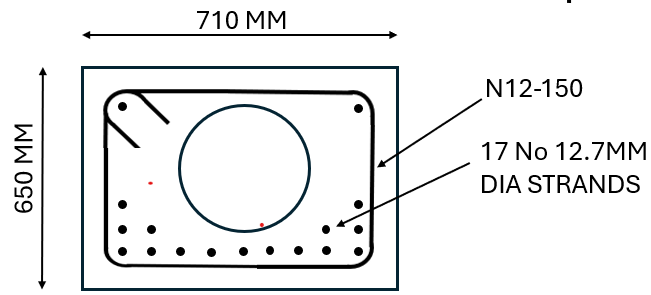 710 MM
N12-150
650 MM
17 No 12.7MM
DIA STRANDS